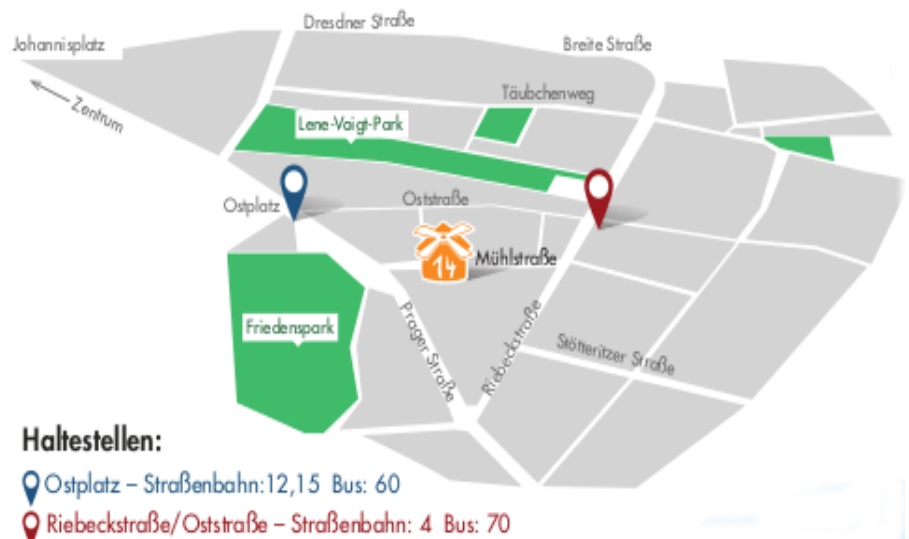 Dresdner Straße
Johannisplatz
Breite Straße
Zentrum
Täubchenweg
Lene-Voigt-Park
Ostplatz
Oststraße
14
Mühlstraße
Friedenspark
Prager Straße
Riebeckstraße
Stötteritzer Straße
Haltestellen:
Ostplatz – Straßenbahn:12,15 Bus: 60
Riebeckstraße/Oststraße – Straßenbahn: 4 Bus: 70